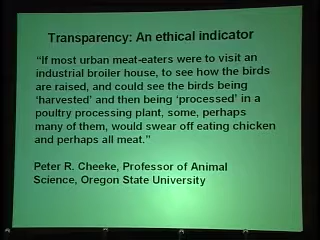 Transparency: An ethical indicator
“If most urban meat-eaters were to visit an
industrial broiler house, to see how the birds
are raised, and could see the birds being
‘harvested’ and then being ‘processed’ in a
poultry processing plant, some, perhaps
many of them, would swear off eating chicken
and perhaps all meat.”
Peter R. Cheeke, Professor of Animal
Science, Oregon State University